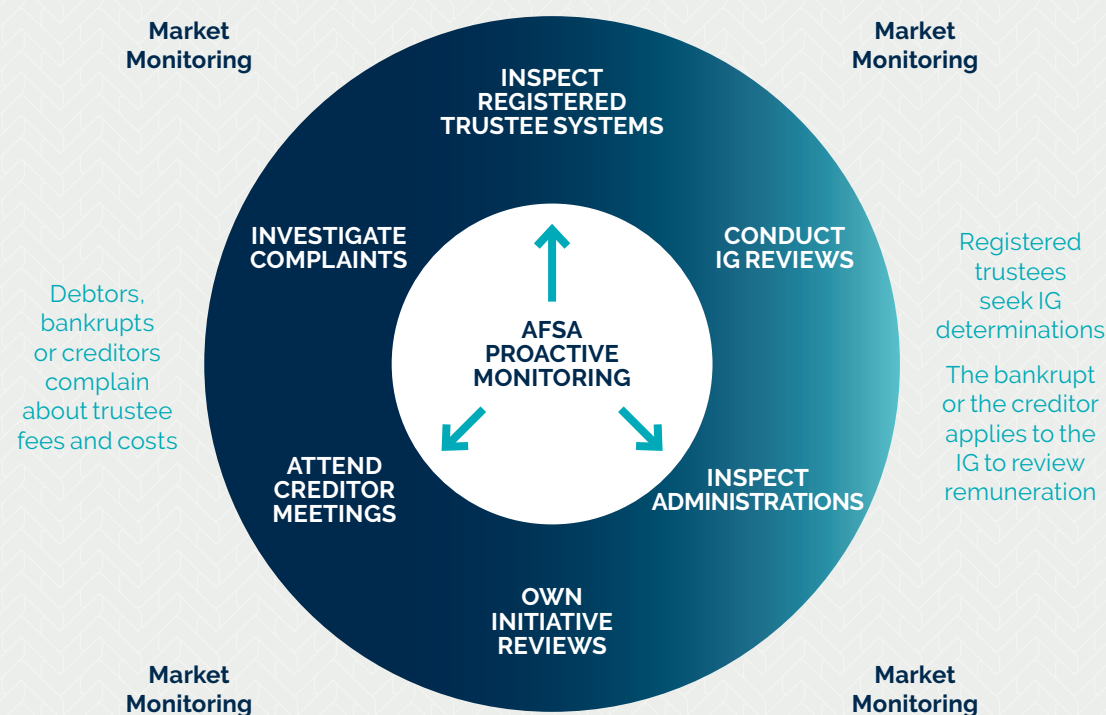 Market
Monitoring
Market
Monitoring
INSPECT
REGISTERED
TRUSTEE SYSTEMS
INVESTIGATE
COMPLAINTS
CONDUCT
IG REVIEWS
Debtors,
bankrupts
or creditors
complain
about trustee
fees and costs
AFSA
PROACTIVE
MONITORING
Registered
trustees
seek IG
determinations
The bankrupt
or the creditor
applies to the
IG to review
remuneration
ATTEND
CREDITOR
MEETINGS
INSPECT
ADMINISTRATIONS
OWN
INITIATIVE
REVIEWS
Market
Monitoring
Market
Monitoring